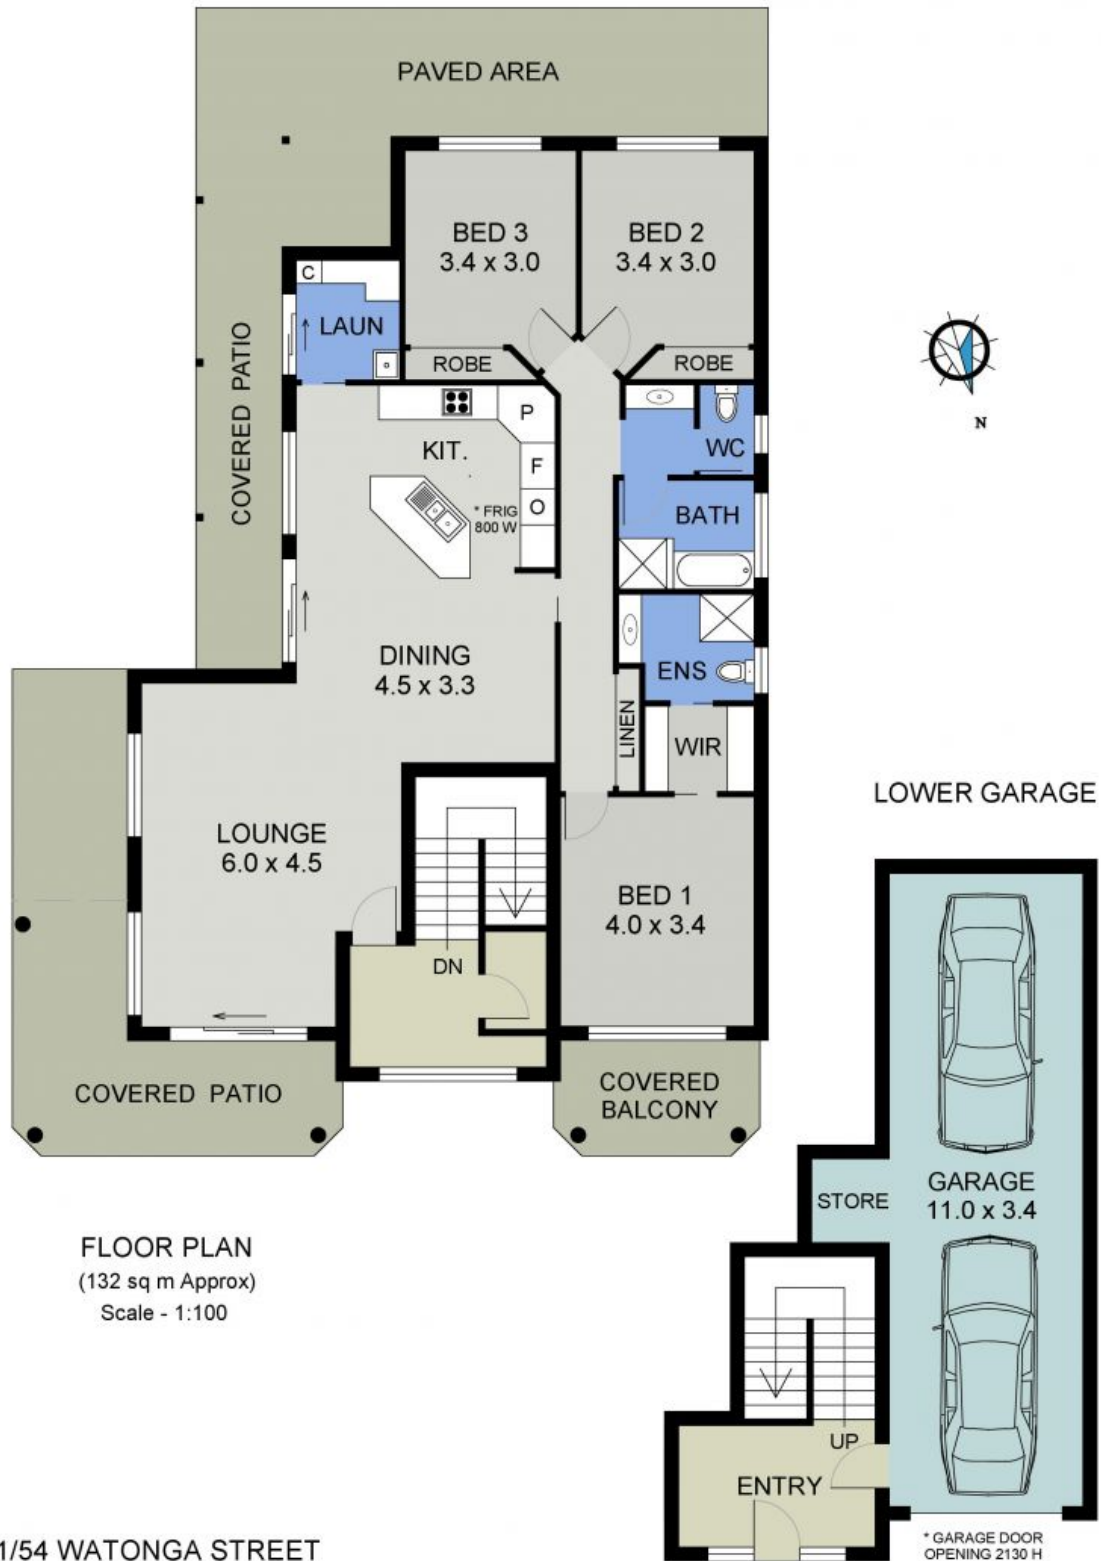 PAVED AREA
BED 3
3.4 x 3.0
BED 2
3.4 x 3.0
C
LAUN
COVERED PATIO
ROBE
ROBE
N
P
KIT.
F
WC
* FRIG
800 W
O
BATH
DINING
4.5 x 3.3
ENS
LINEN
WIR
LOWER GARAGE
LOUNGE
6.0 x 4.5
BED 1
4.0 x 3.4
DN
COVERED PATIO
COVERED
BALCONY
STORE
GARAGE
11.0 x 3.4
FLOOR PLAN
(132 sq m Approx)
Scale - 1:100
UP
ENTRY
* GARAGE DOOR
OPENING 2130 H
1/54 WATONGA STREET